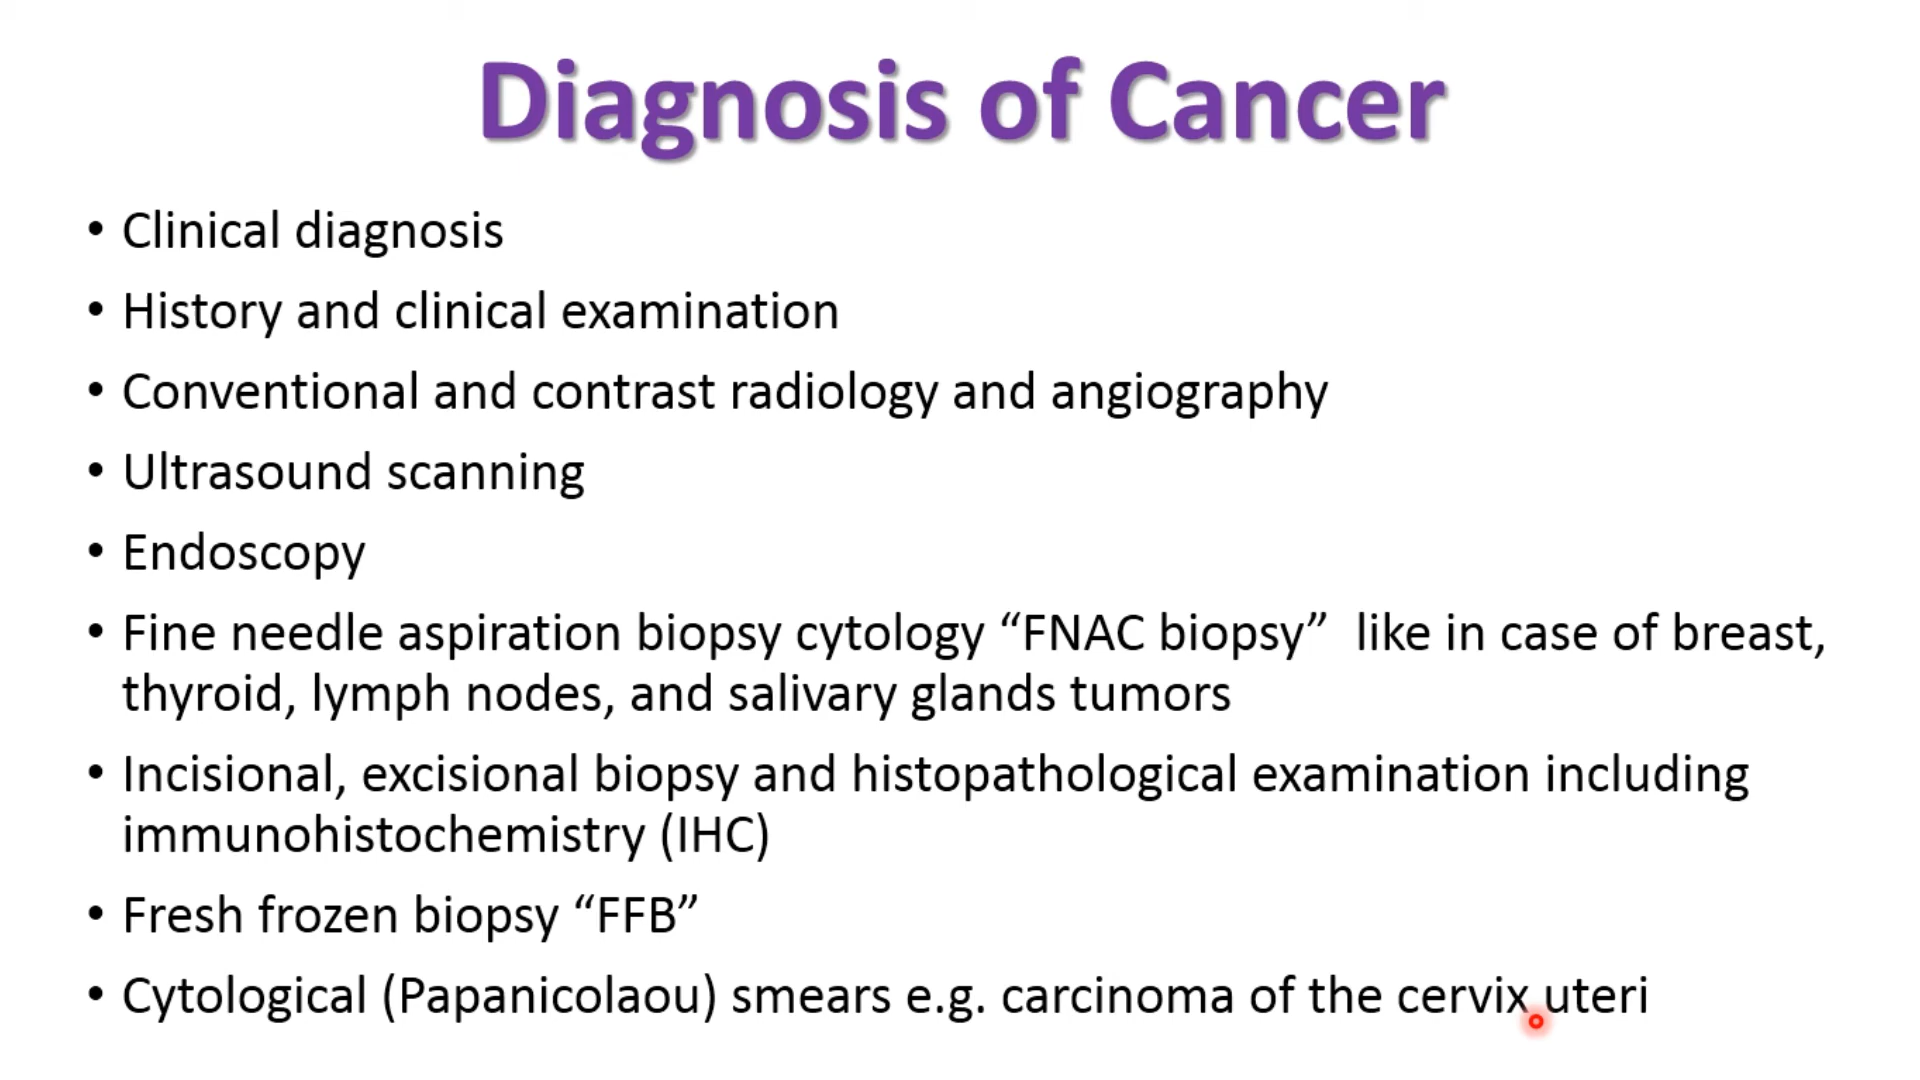 Diagnosis of Cancer
• Clinical diagnosis
• History and clinical examination
• Conventional and contrast radiology and angiography
• Ultrasound scanning
• Endoscopy
• Fine needle aspiration biopsy cytology “FNAC biopsy”  like in case of breast,
thyroid, lymph nodes, and salivary glands tumors
• Incisional, excisional biopsy and histopathological examination including
immunohistochemistry (IHC)
• Fresh frozen biopsy “FFB”
• Cytological (Papanicolaou) smears e.g. carcinoma of the cervix uteri